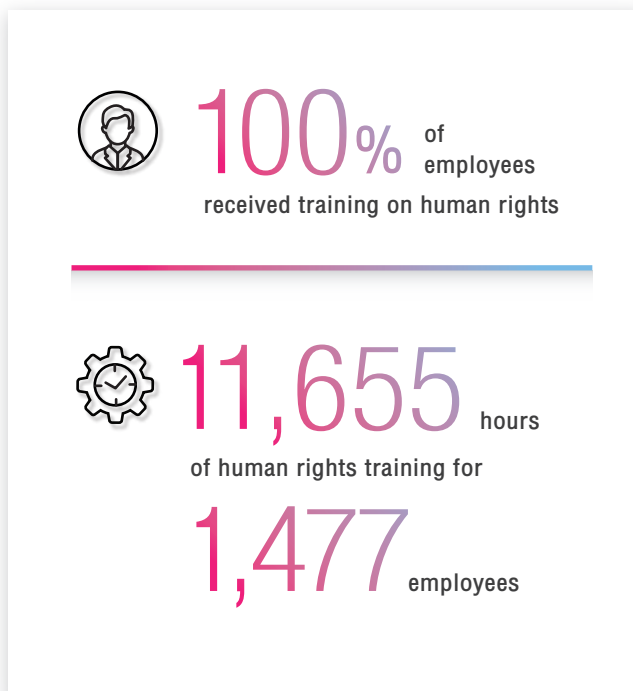 100% of
employees
received training on human rights
11,655 hours
of human rights training for
1,477 employees